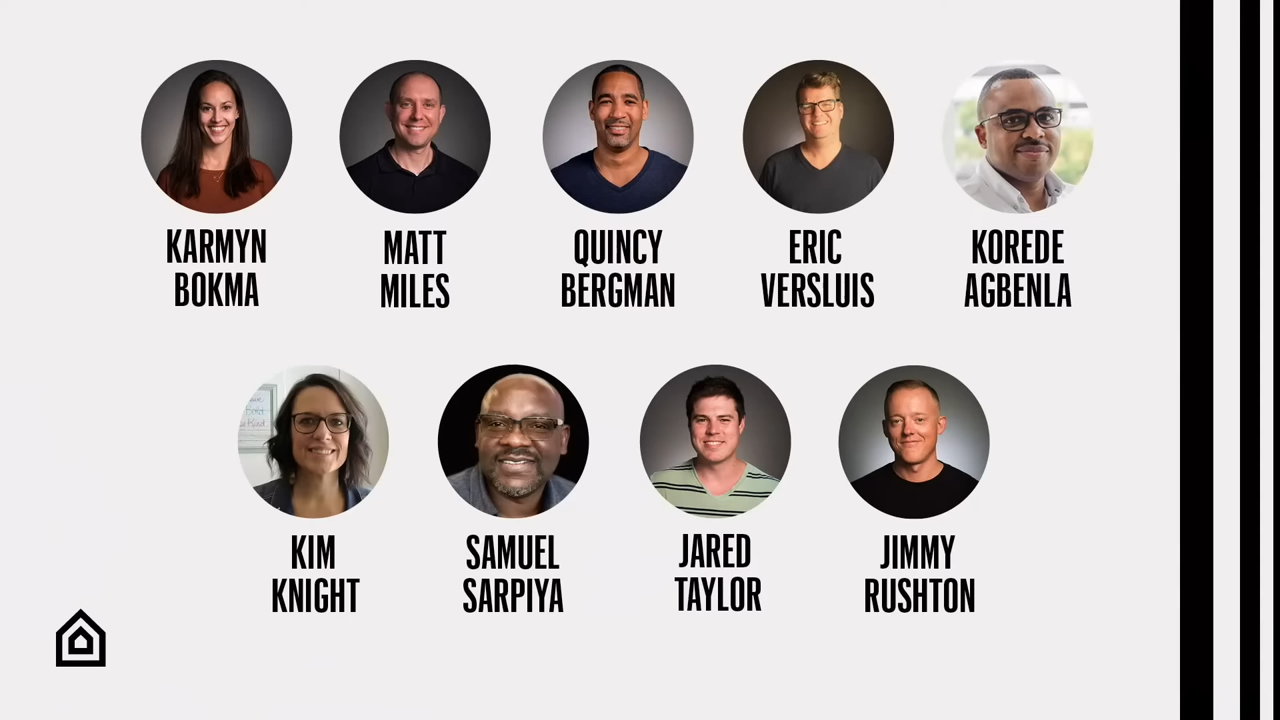 KARMYN
BOKMA
MATT
MILES
QUINCY
BERGMAN
ERIC
VERSLUIS
KOREDE
AGBENLA
KIM
KNIGHT
SAMUEL
SARPIYA
JARED
TAYLOR
JIMMY
RUSHTON